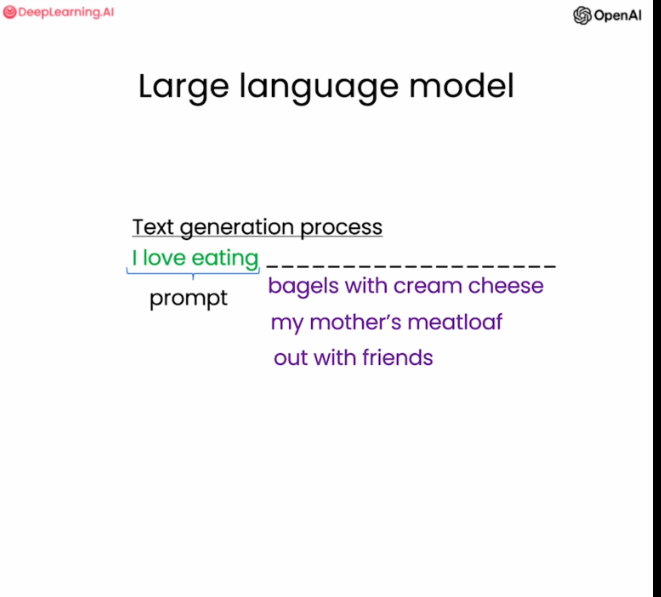 DeepLearning.AI
OpenAI
Large language model
Text generation process
I love eating ___________________
prompt
bagels with cream cheese
my mother's meatloaf
out with friends